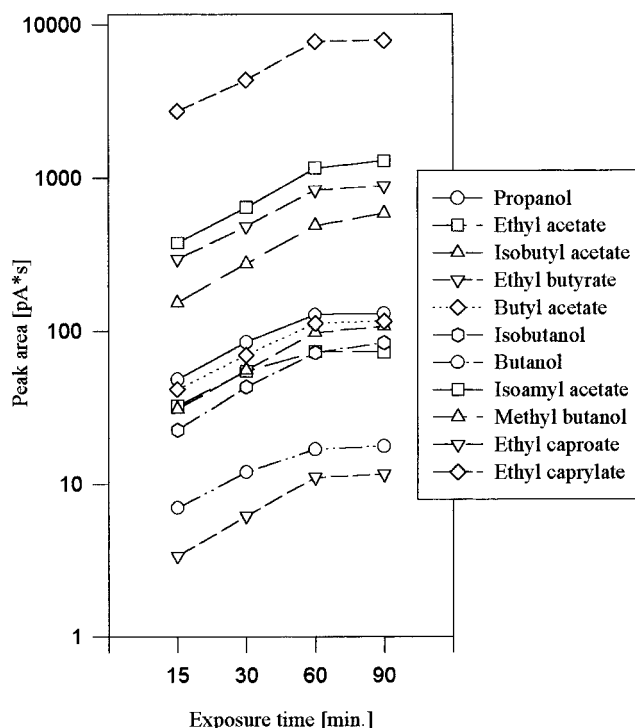 10000
1000
100
10
1
Peak area [pA*s]
15 30 60 90
Exposure time [min.]
Propanol
Ethyl acetate
Isobutyl acetate
Ethyl butyrate
Butyl acetate
Isobutanol
Butanol
Isoamyl acetate
Methyl butanol
Ethyl caproate
Ethyl caprylate